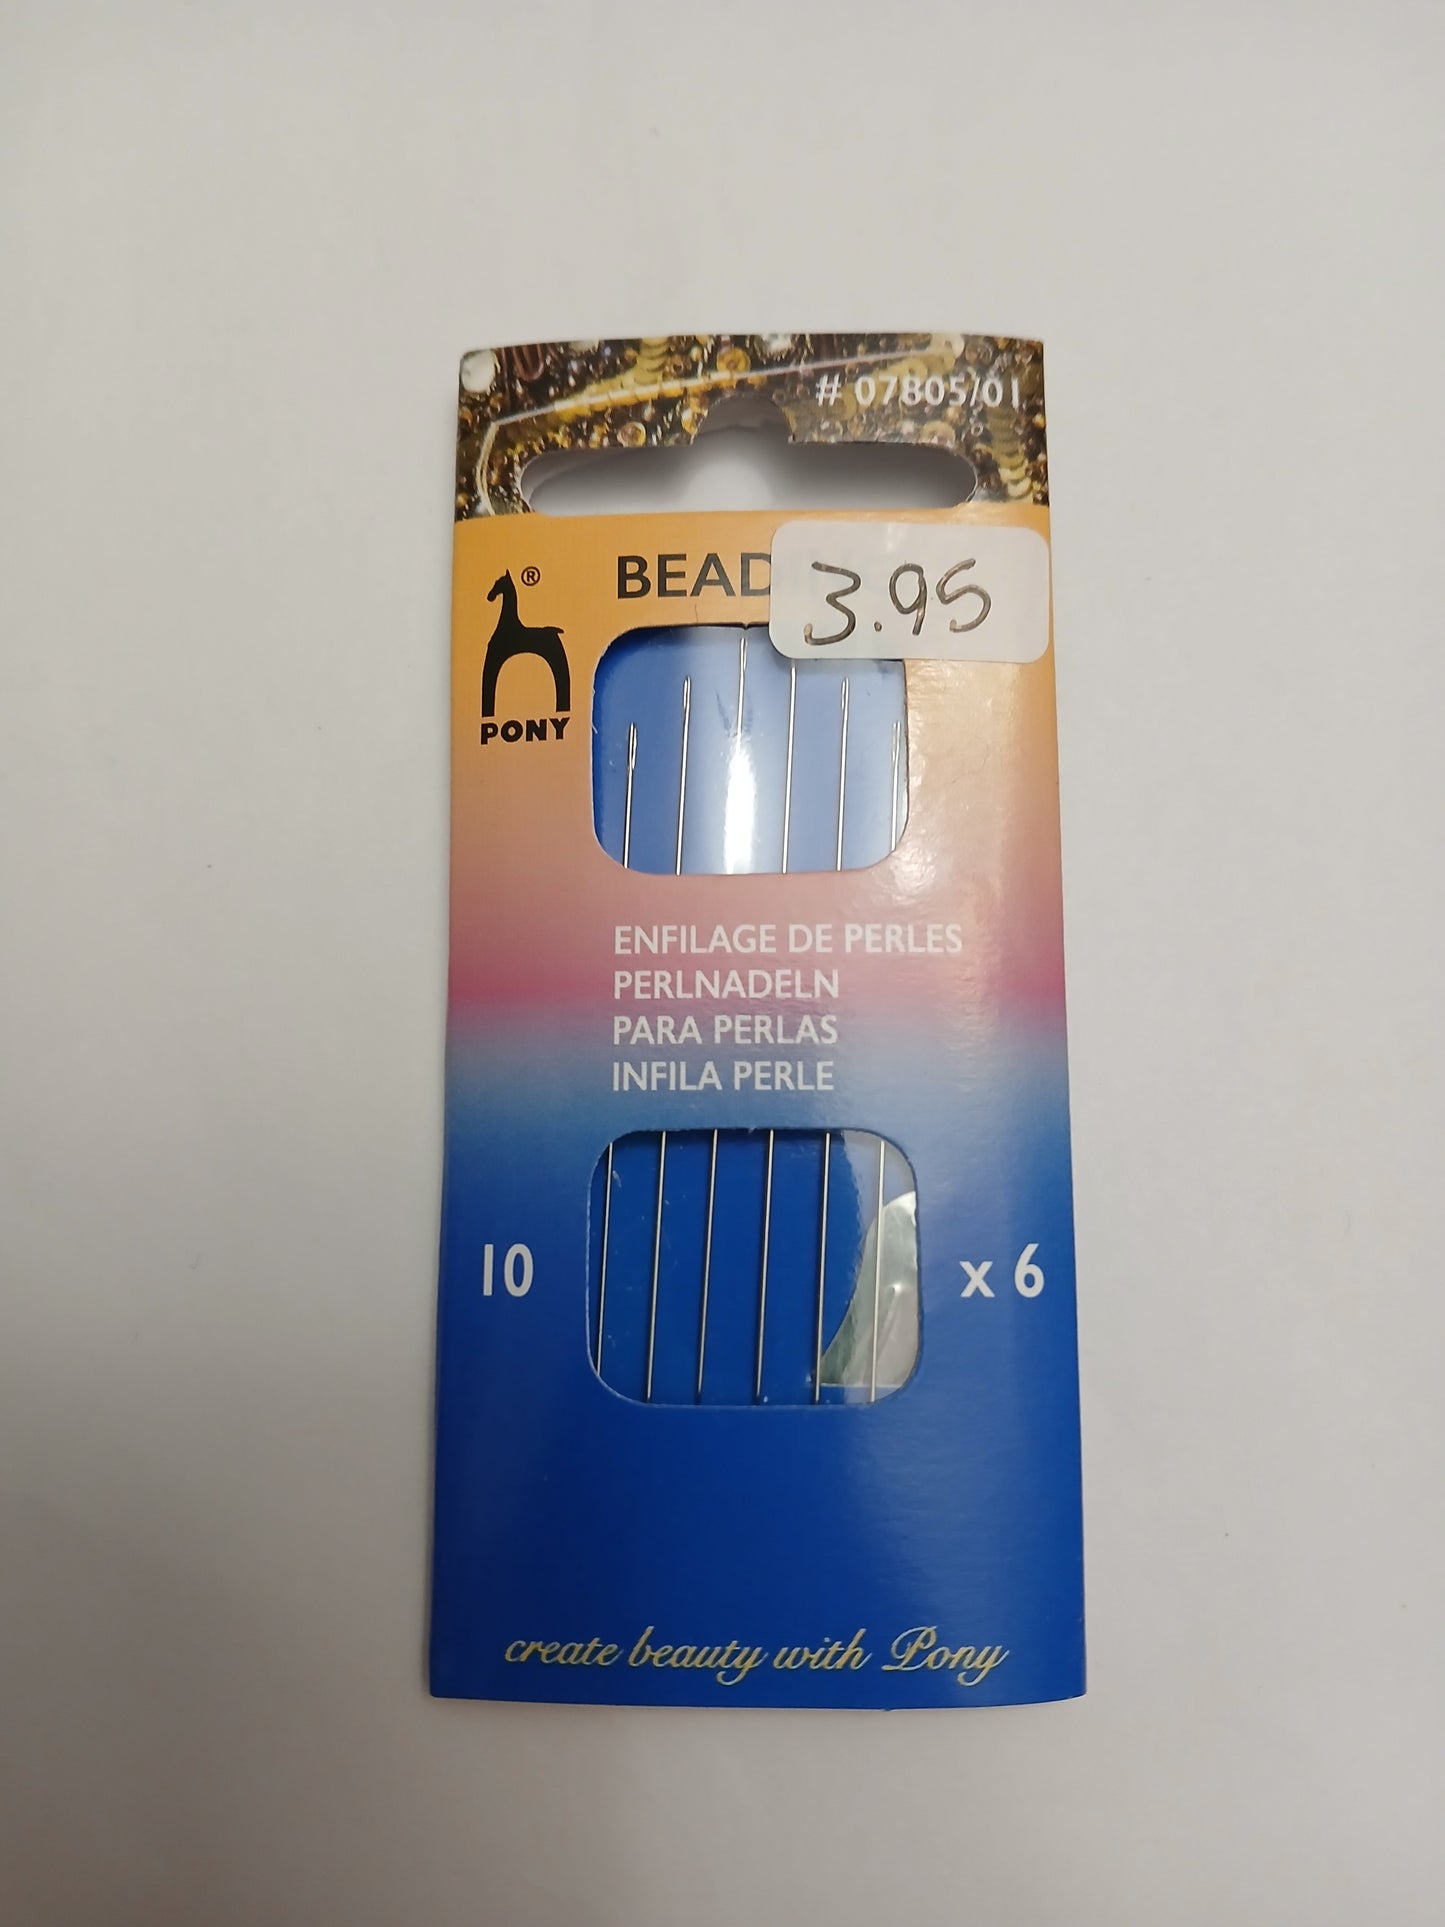 # 07805/01
BEADING
3.95
®
PONY
ENFILAGE DE PERLES
PERLNADELN
PARA PERLAS
INFILA PERLE
10 x 6
create beauty with Pony